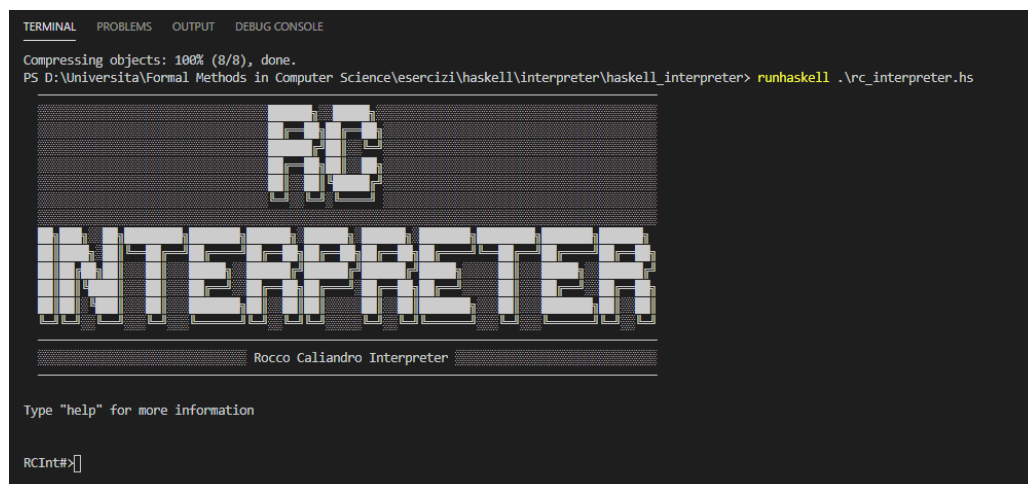 TERMINAL PROBLEMS OUTPUT DEBUG CONSOLE
Compressing objects: 100% (8/8), done.
PS D:\Universita\Formal Methods in Computer Science\esercizi\haskell\interpreter\haskell_interpreter> runhaskell .\rc_interpreter.hs
RC
INTERPRETER
Rocco Caliandro Interpreter
Type "help" for more information
RCInt#>